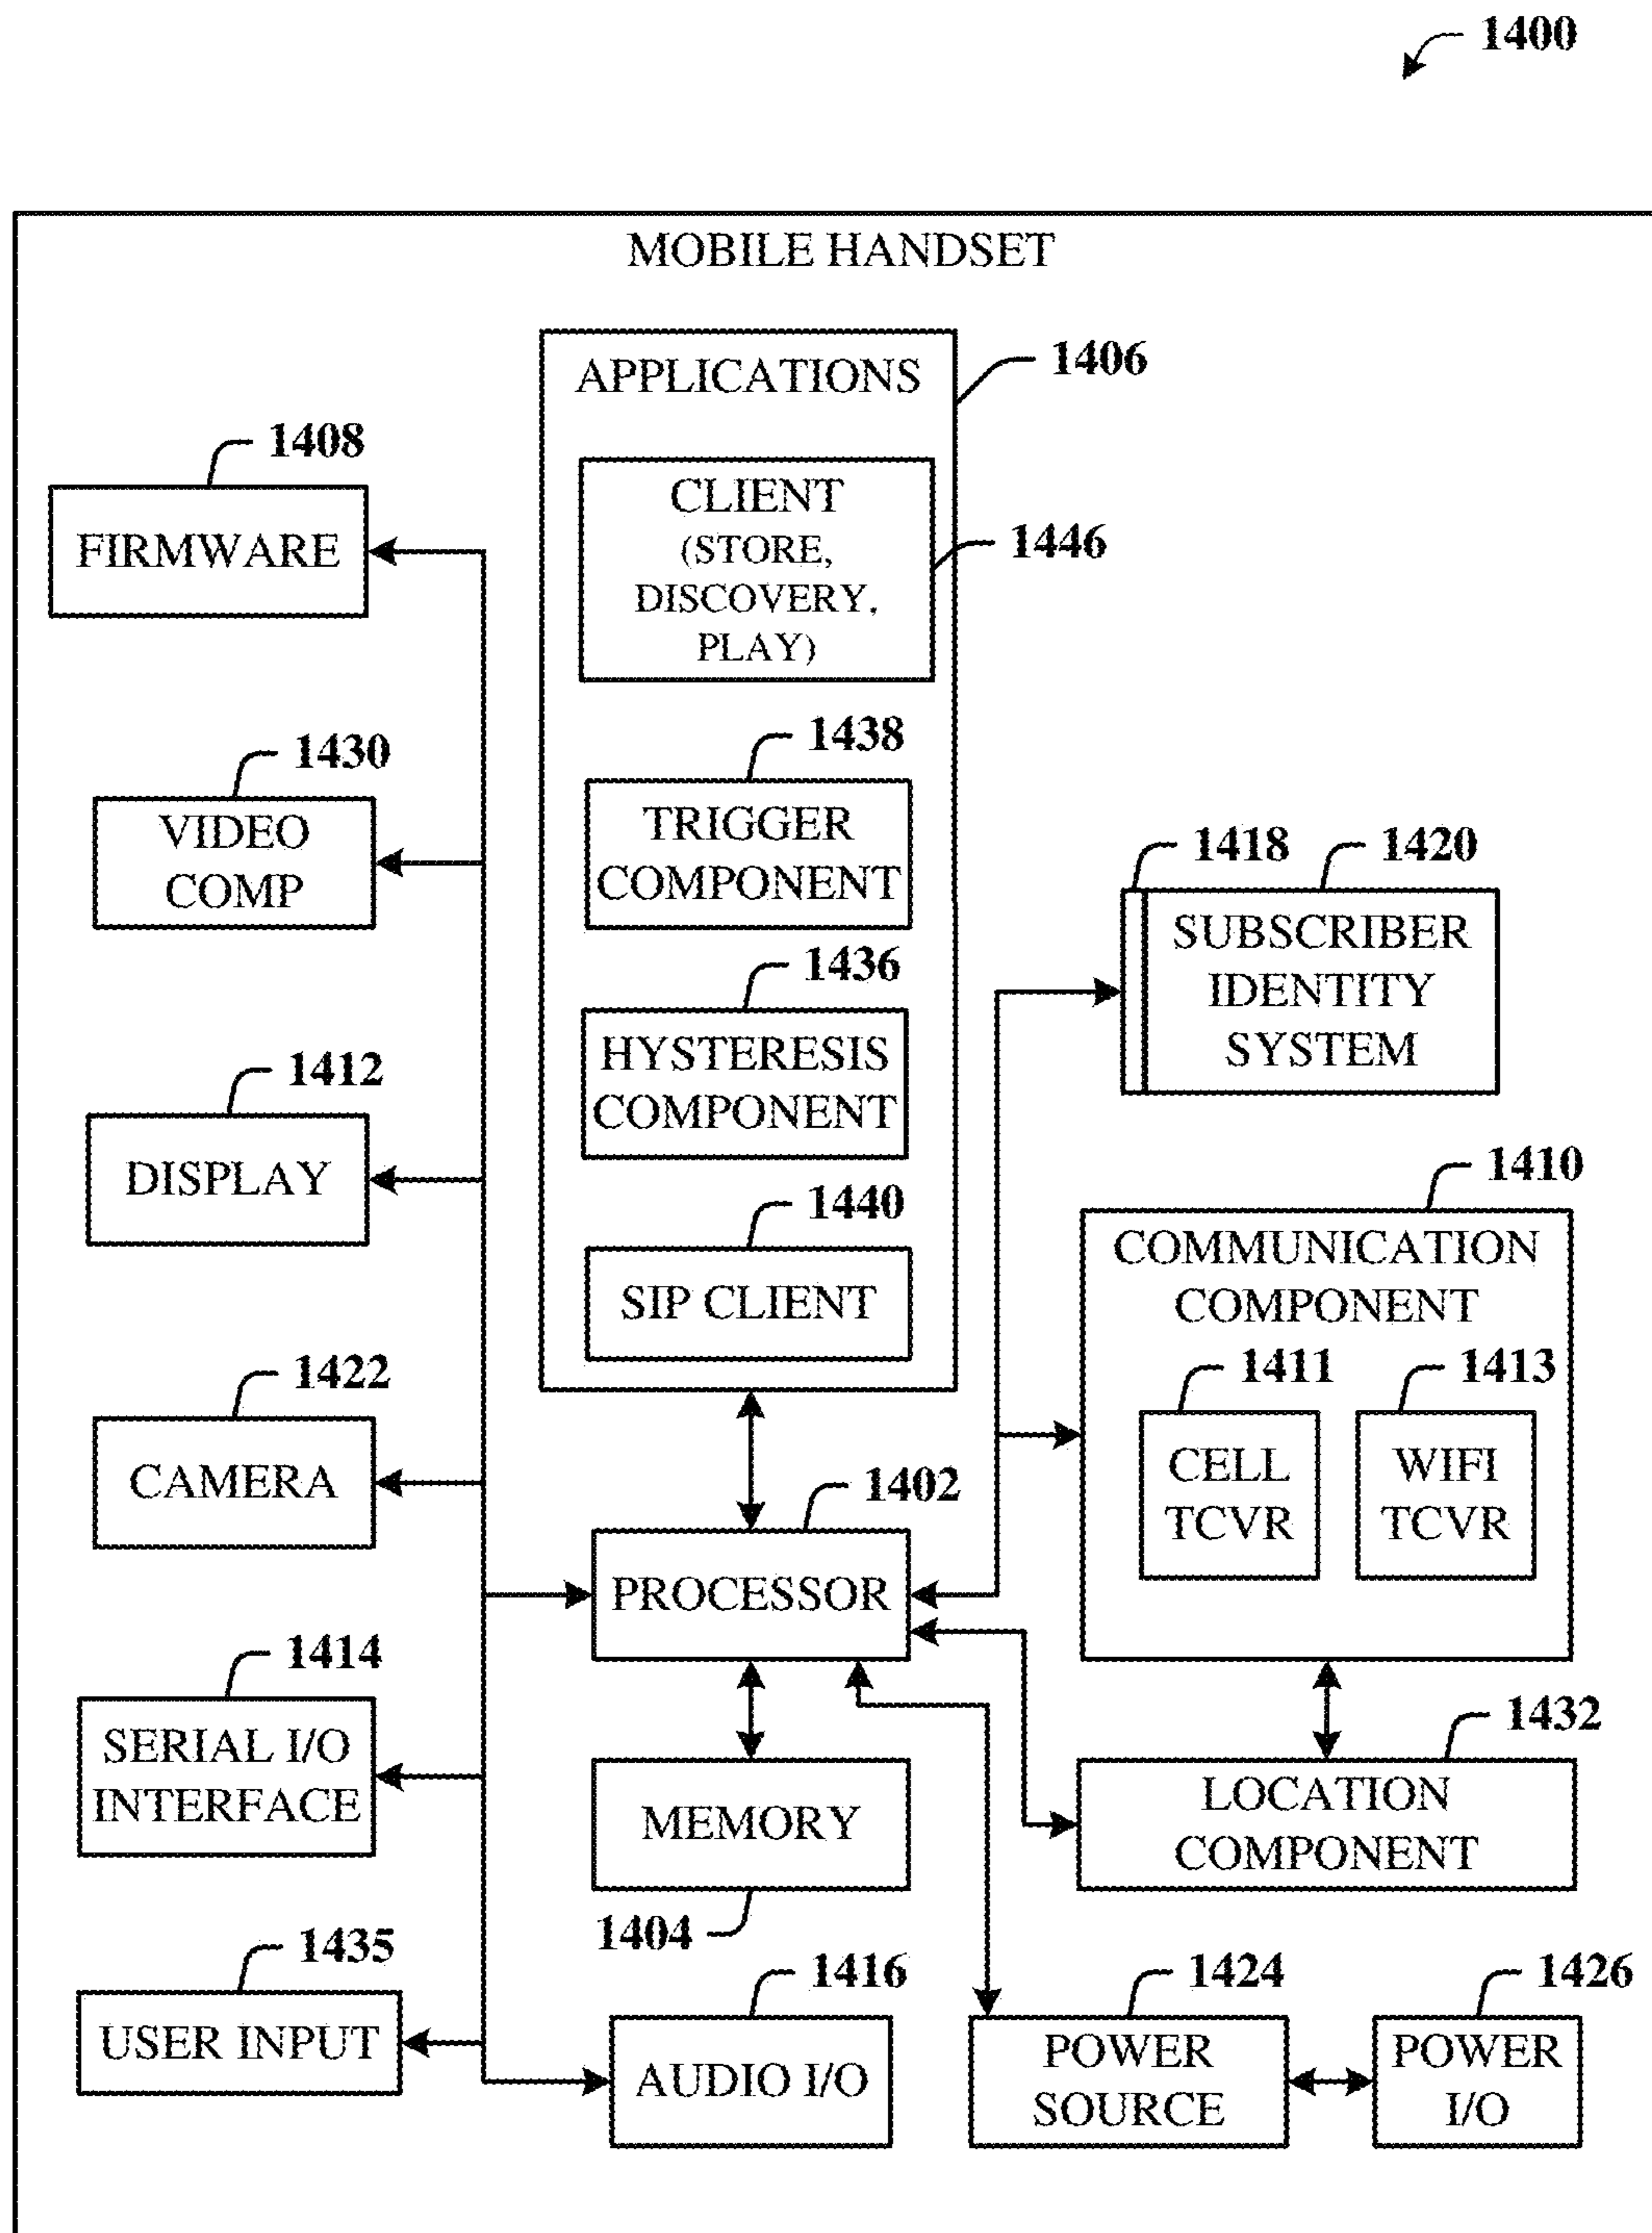 1400
MOBILE HANDSET
APPLICATIONS
1406
CLIENT
(STORE,
DISCOVERY,
PLAY)
1446
1438
TRIGGER
COMPONENT
1436
HYSTERESIS
COMPONENT
1440
SIP CLIENT
1408
FIRMWARE
1430
VIDEO
COMP
1412
DISPLAY
1422
CAMERA
1414
SERIAL I/O
INTERFACE
1435
USER INPUT
1402
PROCESSOR
MEMORY
1404
1416
AUDIO I/O
1418
1420
SUBSCRIBER
IDENTITY
SYSTEM
1410
COMMUNICATION
COMPONENT
1411
CELL
TCVR
1413
WIFI
TCVR
1432
LOCATION
COMPONENT
1424
POWER
SOURCE
1426
POWER
I/O